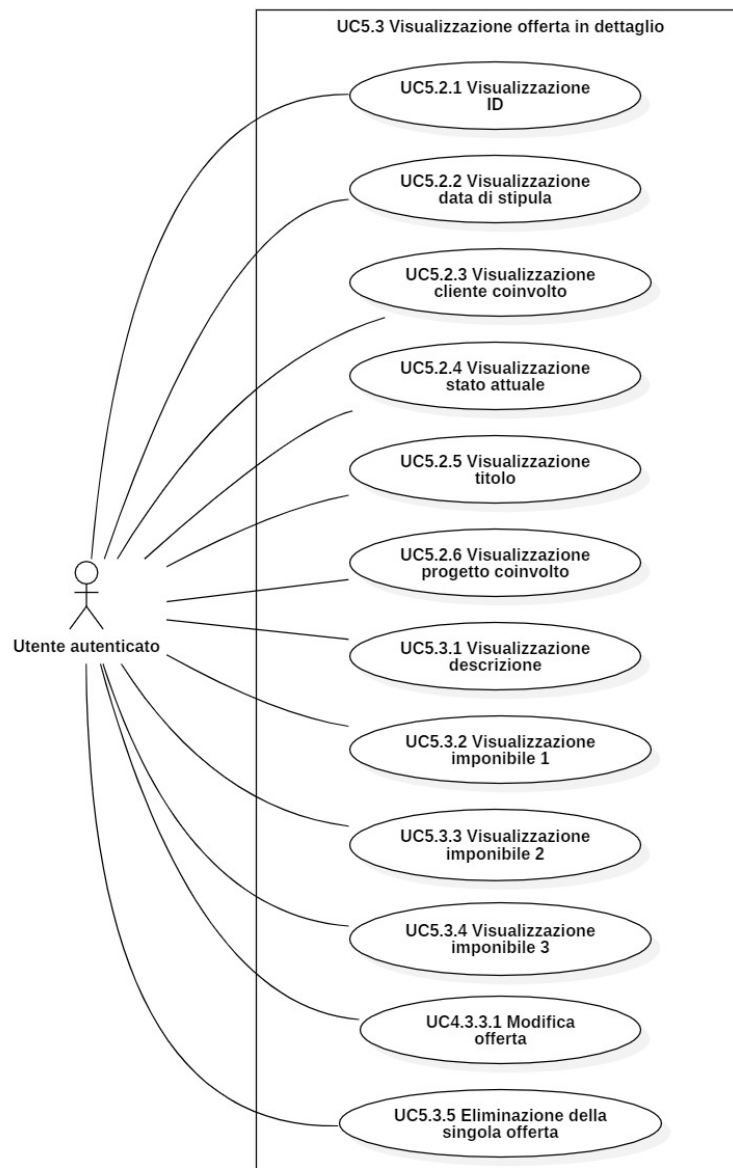 UC5.3 Visualizzazione offerta in dettaglio
UC5.2.1 Visualizzazione
ID
UC5.2.2 Visualizzazione
data di stipula
UC5.2.3 Visualizzazione
cliente coinvolto
UC5.2.4 Visualizzazione
stato attuale
UC5.2.5 Visualizzazione
titolo
UC5.2.6 Visualizzazione
progetto coinvolto
Utente autenticato
UC5.3.1 Visualizzazione
descrizione
UC5.3.2 Visualizzazione
imponibile 1
UC5.3.3 Visualizzazione
imponibile 2
UC5.3.4 Visualizzazione
imponibile 3
UC4.3.3.1 Modifica
offerta
UC5.3.5 Eliminazione della
singola offerta